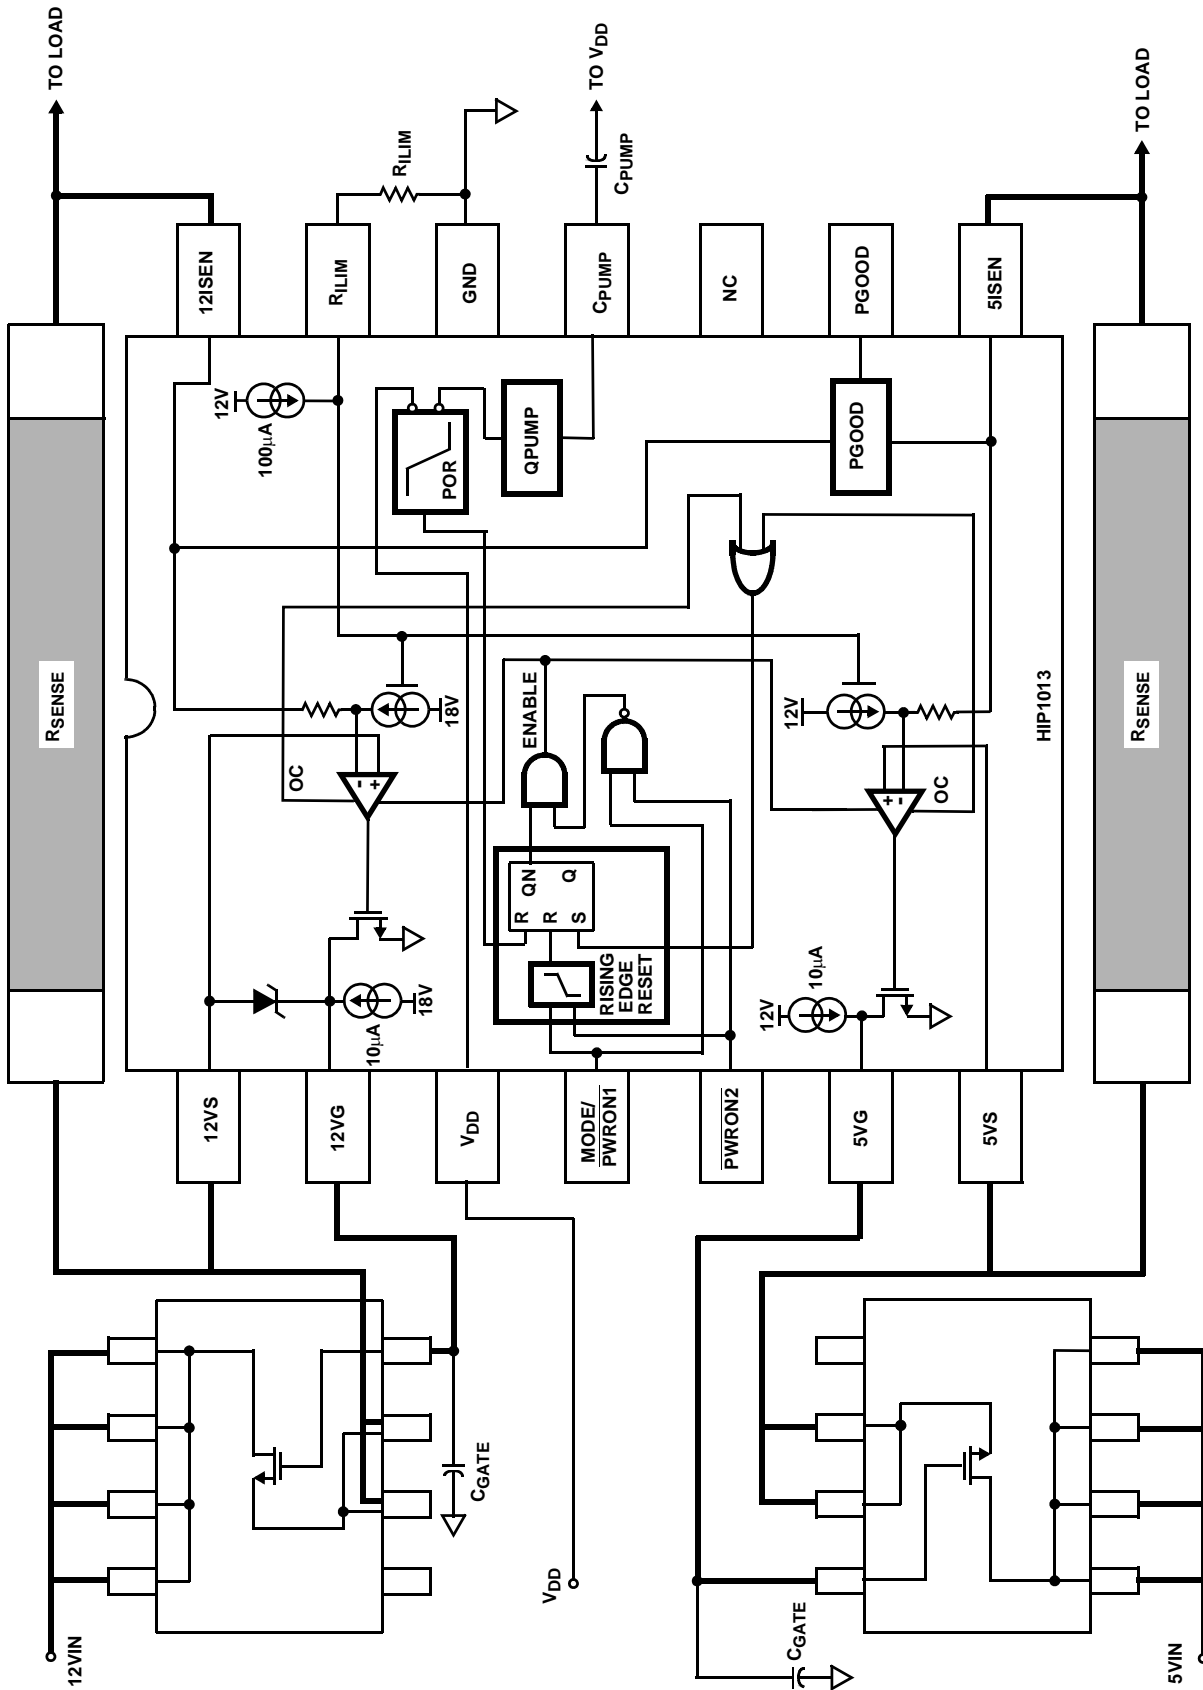 12VIN
12VS
12VG
VDD
MODE/
PWRON1
PWRON2
5VG
5VS
5VIN
VDD
CGATE
CGATE
RSENSE
RSENSE
TO LOAD
TO LOAD
12ISEN
RILIM
GND
CPUMP
NC
PGOOD
5ISEN
RILIM
CPUMP
TO VDD
12V
100µA
POR
QPUMP
PGOOD
OC
18V
ENABLE
12V
OC
HIP1013
10µA
18V
R
R
S
QN
Q
RISING
EDGE
RESET
12V
10µA
-
+
+
-